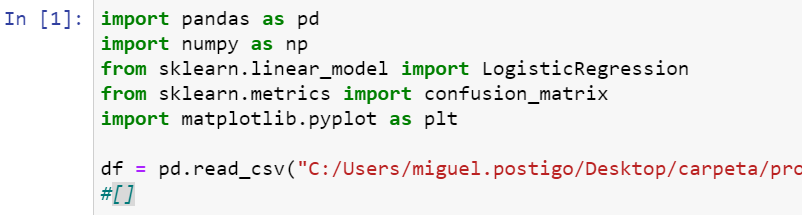 In [1]: import pandas as pd
import numpy as np
from sklearn.linear_model import LogisticRegression
from sklearn.metrics import confusion_matrix
import matplotlib.pyplot as plt
df = pd.read_csv("C:/Users/miguel.postigo/Desktop/carpeta/pro
#[]